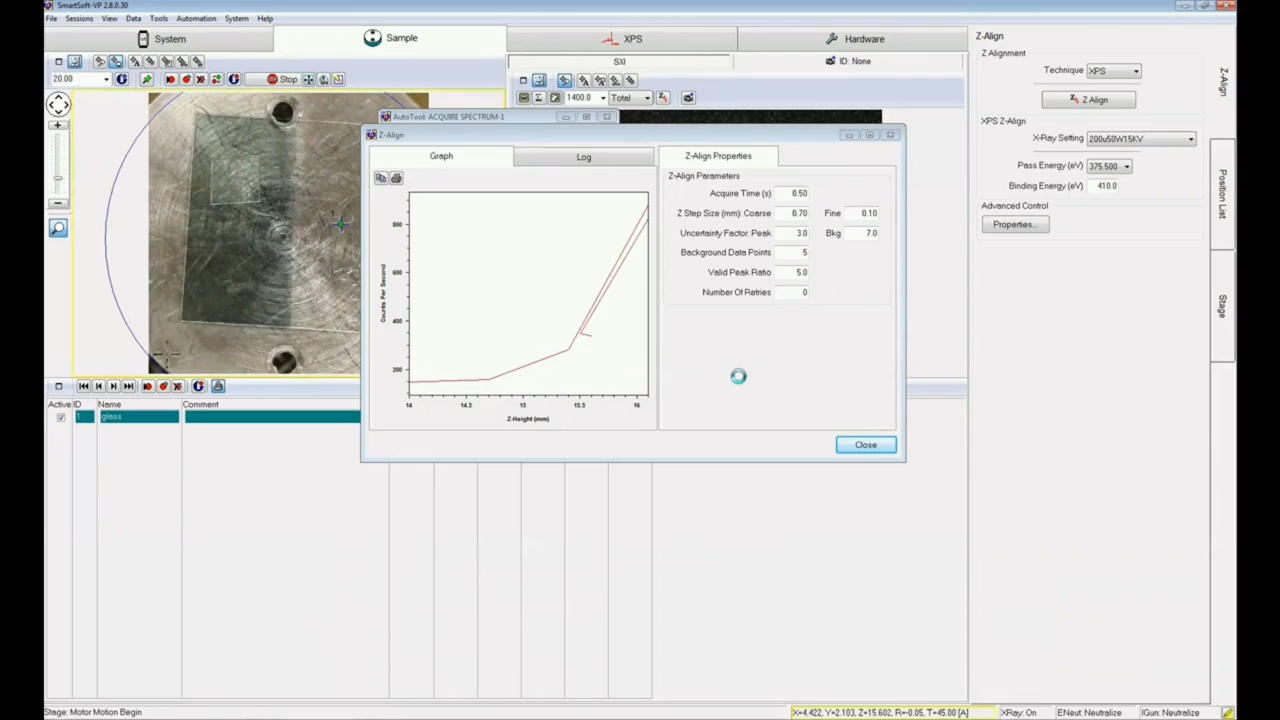 SmartSoft-VP 2.8.0.30
File Sessions View Data Tools Automation System Help
System
Sample
XPS
Hardware
SXI
ID: None
20.00
Stop
1400.0
Total
AutoTool: ACQUIRE SPECTRUM-1
Z-Align
Graph
Log
Z-Align Properties
Z-Align Parameters
Acquire Time (s) 0.50
Z Step Size (mm): Coarse 0.70 Fine 0.10
Uncertainty Factor: Peak 3.0 Bkg 7.0
Background Data Points 5
Valid Peak Ratio 5.0
Number Of Retries 0
Counts Per Second
800
600
400
200
14 14.5 15 15.5 16
Z-Height (mm)
Close
Active ID Name Comment
1 glass
Z-Align
Z Alignment
Technique XPS
Z Align
XPS Z-Align
X-Ray Setting 200u50W15KV
Pass Energy (eV) 375.500
Binding Energy (eV) 410.0
Advanced Control
Properties...
Z-Align
Position List
Stage
Stage: Motor Motion Begin
X=4.422, Y=2.103, Z=15.602, R=-0.05, T=45.00 [A]
XRay: On
ENeut: Neutralize
IGun: Neutralize